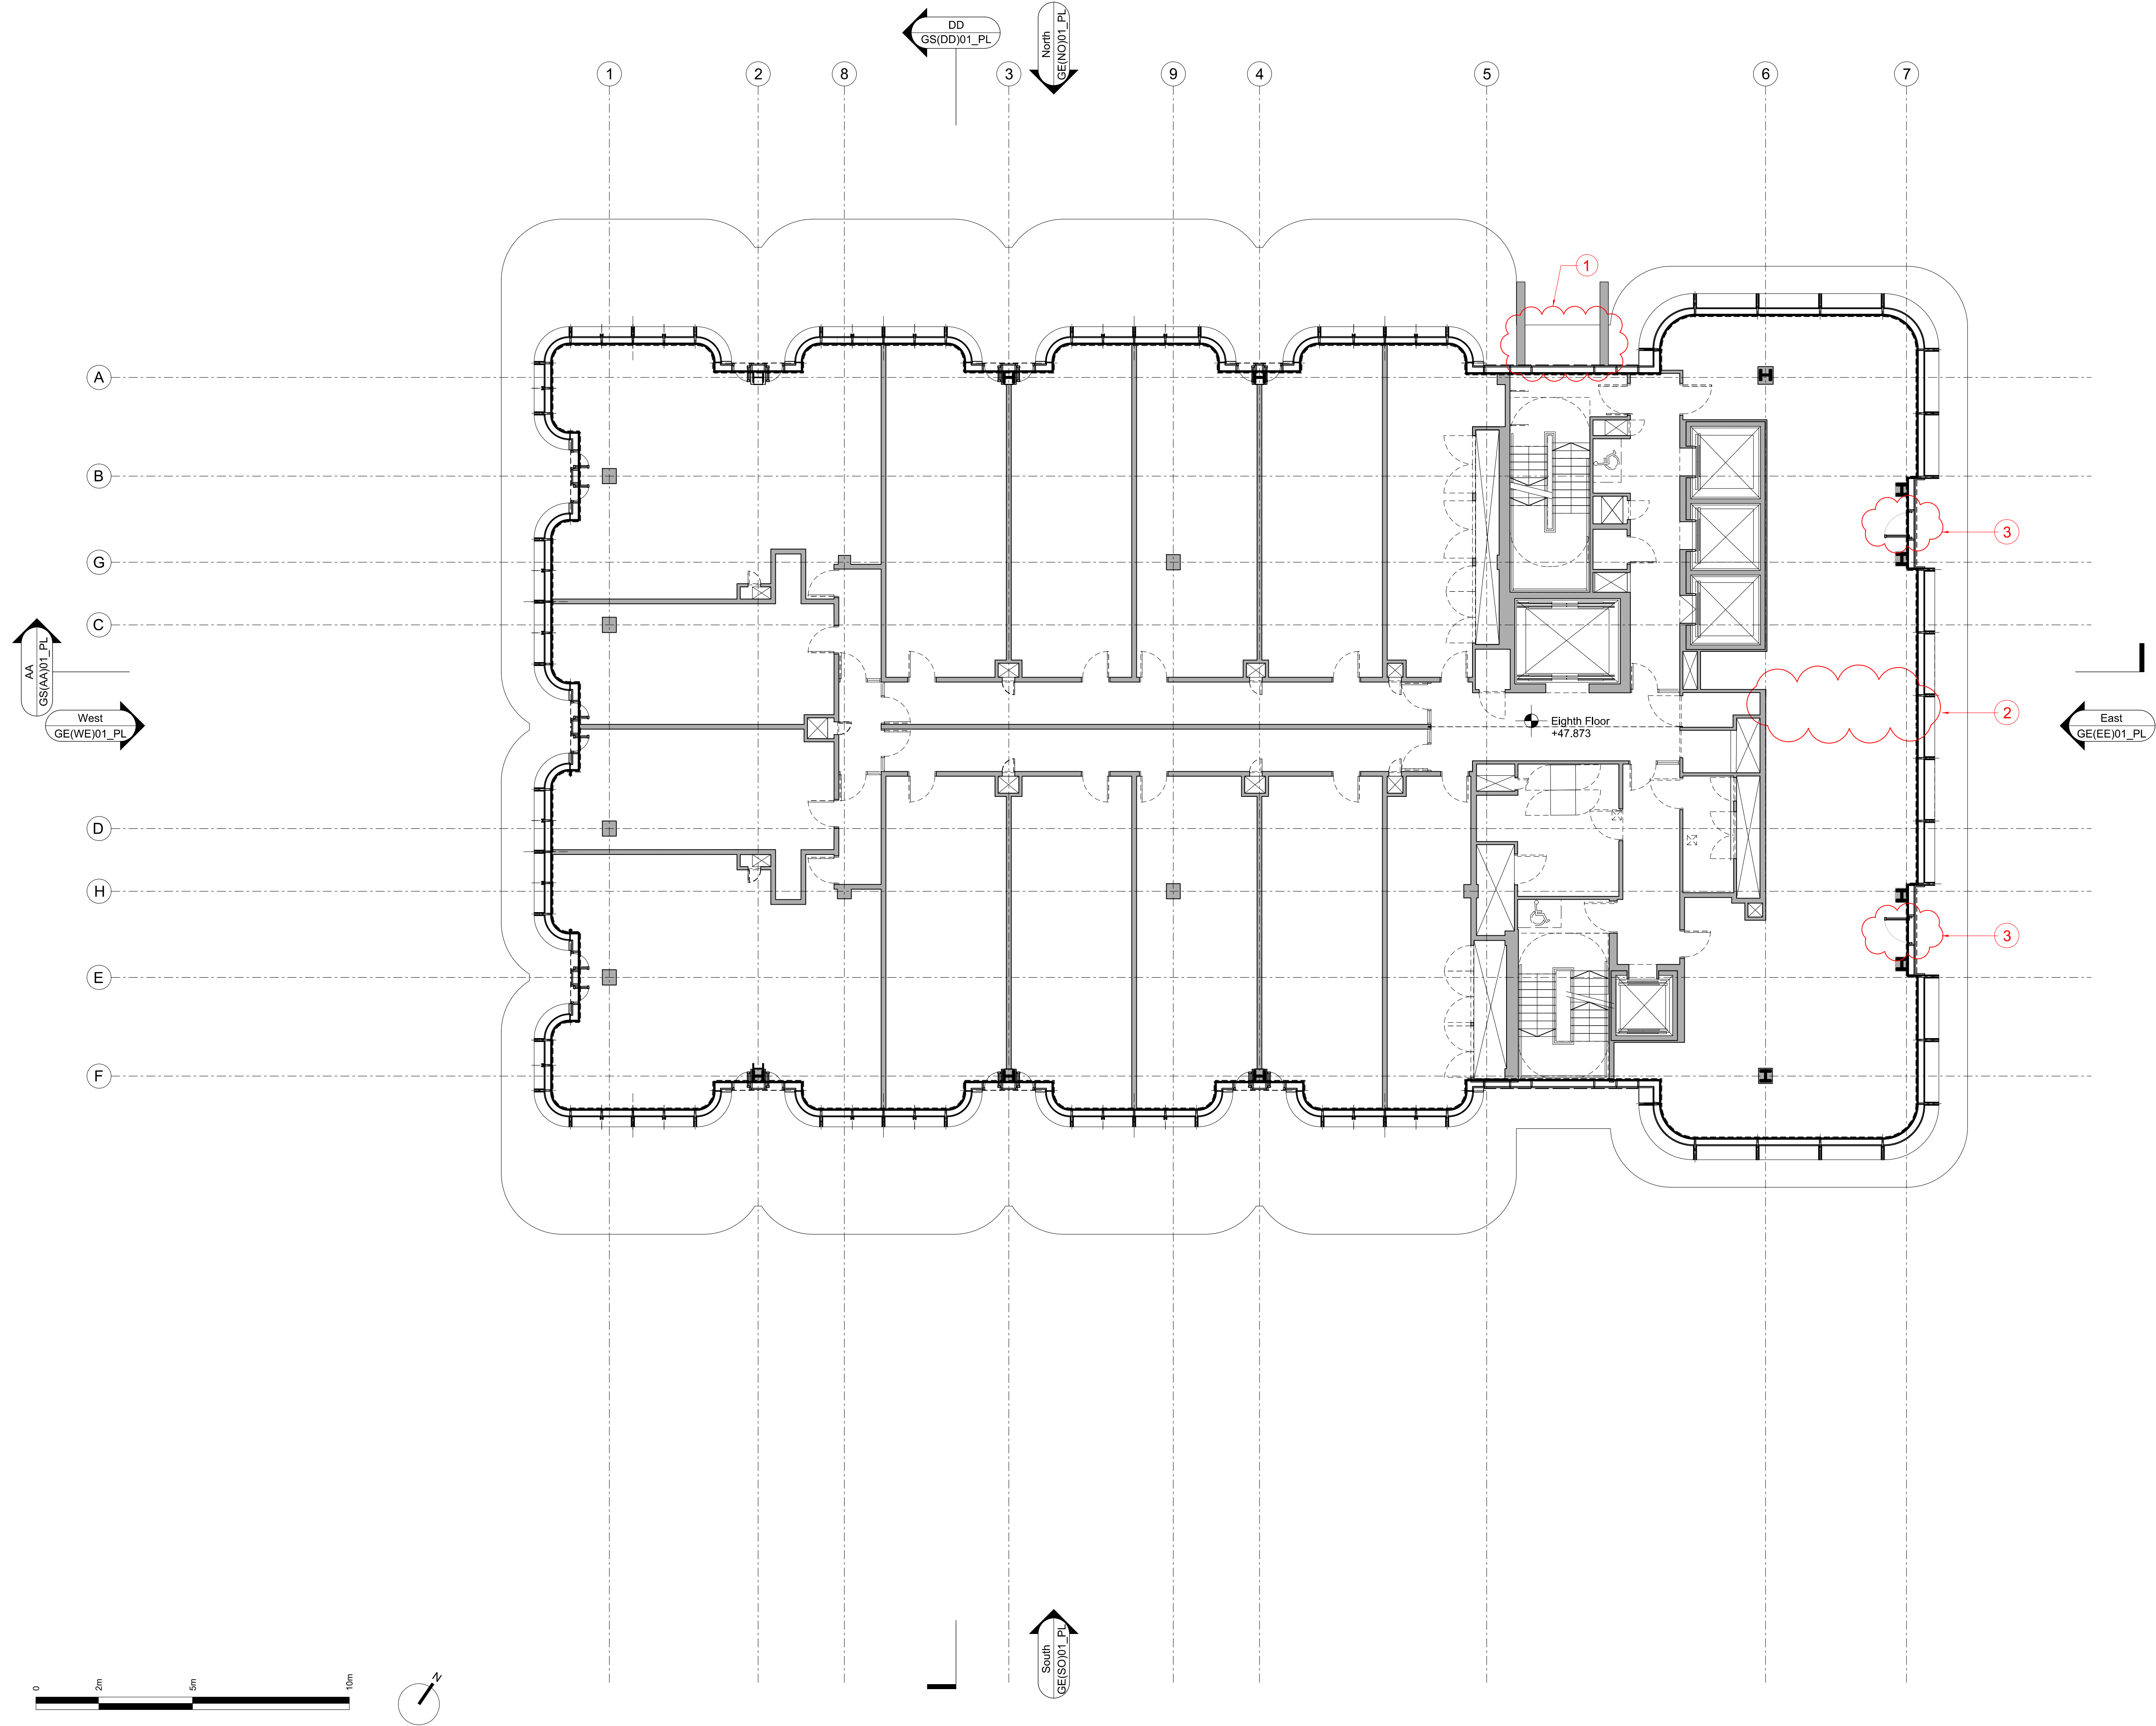 DD
GS(DD)01_PL
North
GE(NO)01_PL
1
2
8
3
9
4
5
6
7
1
A
B
3
G
C
AA
GS(AA)01_PL
West
GE(WE)01_PL
2
Eighth Floor
+47.873
East
GE(EE)01_PL
D
H
3
E
F
South
GE(SO)01_PL
0
2m
5m
10m
N